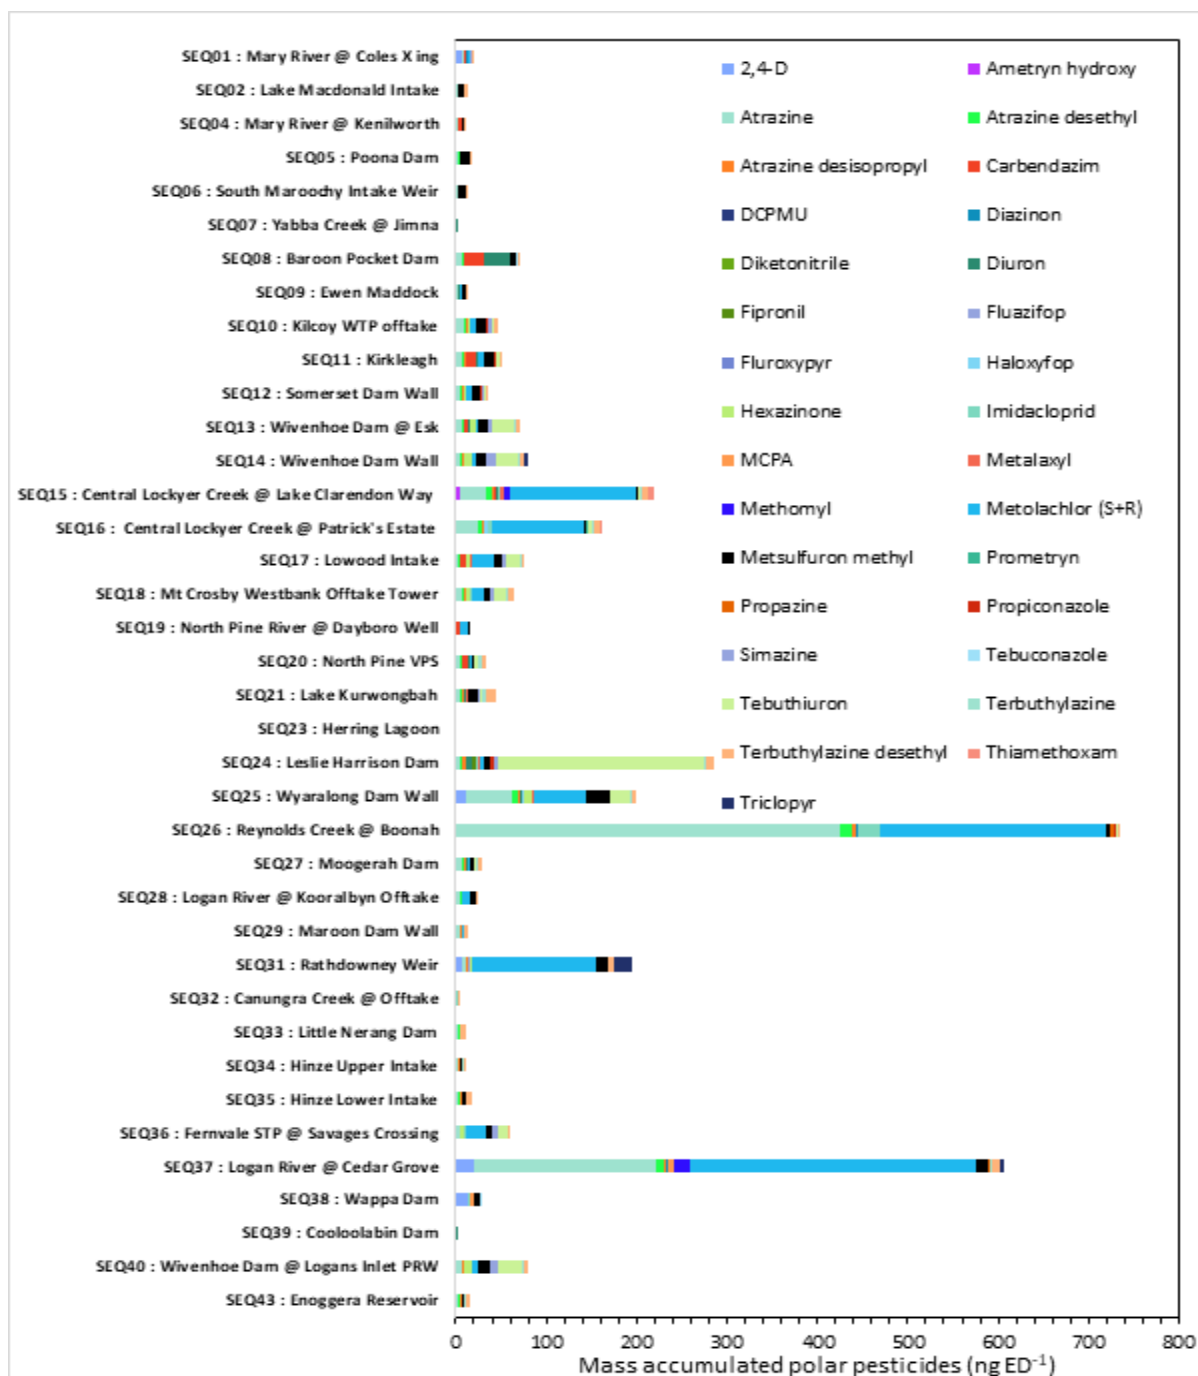 SEQ01 : Mary River @ Coles X ing
SEQ02 : Lake Macdonald Intake
SEQ04 : Mary River @ Kenilworth
SEQ05 : Poona Dam
SEQ06 : South Maroochy Intake Weir
SEQ07 : Yabba Creek @ Jimna
SEQ08 : Baroon Pocket Dam
SEQ09 : Ewen Maddock
SEQ10 : Kilcoy WTP offtake
SEQ11 : Kirkleagh
SEQ12 : Somerset Dam Wall
SEQ13 : Wivenhoe Dam @ Esk
SEQ14 : Wivenhoe Dam Wall
SEQ15 : Central Lockyer Creek @ Lake Clarendon Way
SEQ16 : Central Lockyer Creek @ Patrick's Estate
SEQ17 : Lowood Intake
SEQ18 : Mt Crosby Westbank Offtake Tower
SEQ19 : North Pine River @ Dayboro Well
SEQ20 : North Pine VPS
SEQ21 : Lake Kurwongbah
SEQ23 : Herring Lagoon
SEQ24 : Leslie Harrison Dam
SEQ25 : Wyaralong Dam Wall
SEQ26 : Reynolds Creek @ Boonah
SEQ27 : Moogerah Dam
SEQ28 : Logan River @ Kooralbyn Offtake
SEQ29 : Maroon Dam Wall
SEQ31 : Rathdowney Weir
SEQ32 : Canungra Creek @ Offtake
SEQ33 : Little Nerang Dam
SEQ34 : Hinze Upper Intake
SEQ35 : Hinze Lower Intake
SEQ36 : Fernvale STP @ Savages Crossing
SEQ37 : Logan River @ Cedar Grove
SEQ38 : Wappa Dam
SEQ39 : Cooloolabin Dam
SEQ40 : Wivenhoe Dam @ Logans Inlet PRW
SEQ43 : Enoggera Reservoir
2,4-D Ametryn hydroxy
Atrazine Atrazine desethyl
Atrazine desisopropyl Carbendazim
DCPMU Diazinon
Diketonitrile Diuron
Fipronil Fluazifop
Fluroxypyr Haloxyfop
Hexazinone Imidacloprid
MCPA Metalaxyl
Methomyl Metolachlor (S+R)
Metsulfuron methyl Prometryn
Propazine Propiconazole
Simazine Tebuconazole
Tebuthiuron Terbuthylazine
Terbuthylazine desethyl Thiamethoxam
Triclopyr
0 100 200 300 400 500 600 700 800
Mass accumulated polar pesticides (ng ED⁻¹)